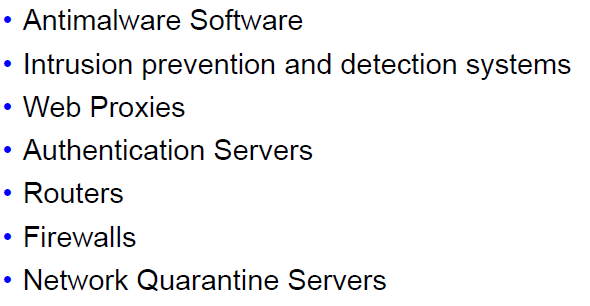 • Antimalware Software
• Intrusion prevention and detection systems
• Web Proxies
• Authentication Servers
• Routers
• Firewalls
• Network Quarantine Servers